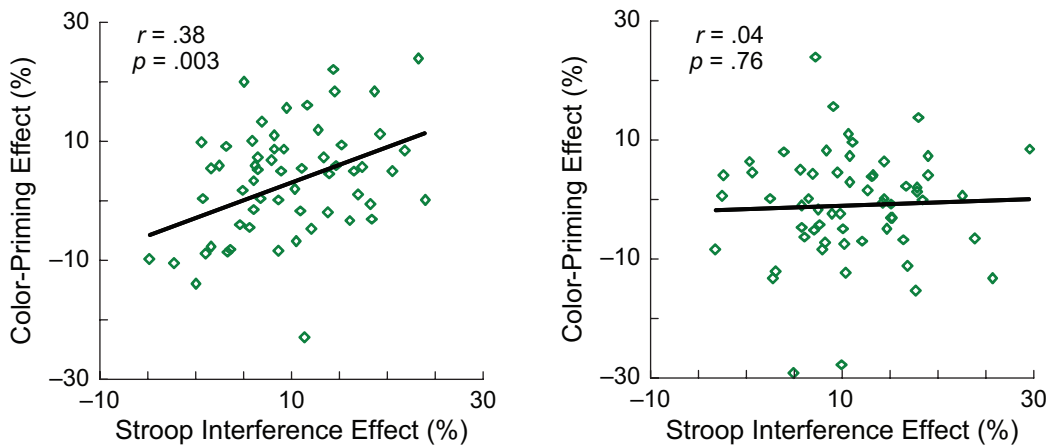 30
r = .38
p = .003
10
–10
–30
–10
10
30
Color-Priming Effect (%)
Stroop Interference Effect (%)
30
r = .04
p = .76
10
–10
–30
–10
10
30
Color-Priming Effect (%)
Stroop Interference Effect (%)